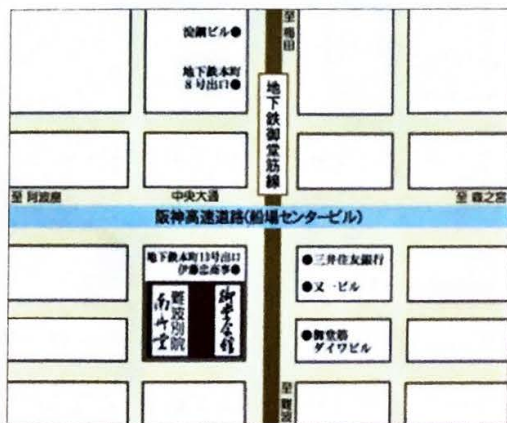 淀鋼ビル●
至 梅田
地下鉄本町
8号出口●
地下鉄御堂筋線
至 阿波座
中央大通
至 森之宮
阪神高速道路(船場センタービル)
地下鉄本町13号出口
伊藤忠商事●
●三井住友銀行
●又一ビル
南御堂
難波別院
御堂会館
●御堂筋
ダイワビル
至 難波